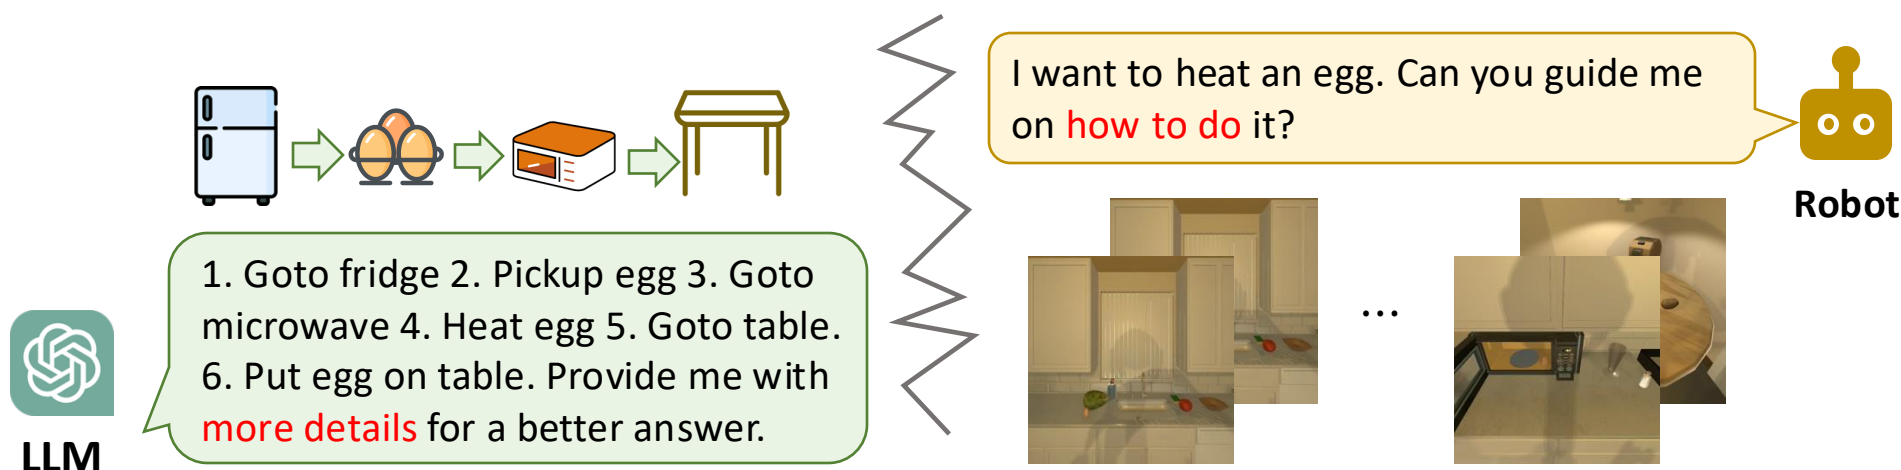 I want to heat an egg. Can you guide me
on how to do it?
Robot
1. Goto fridge 2. Pickup egg 3. Goto
microwave 4. Heat egg 5. Goto table.
6. Put egg on table. Provide me with
more details for a better answer.
LLM
...